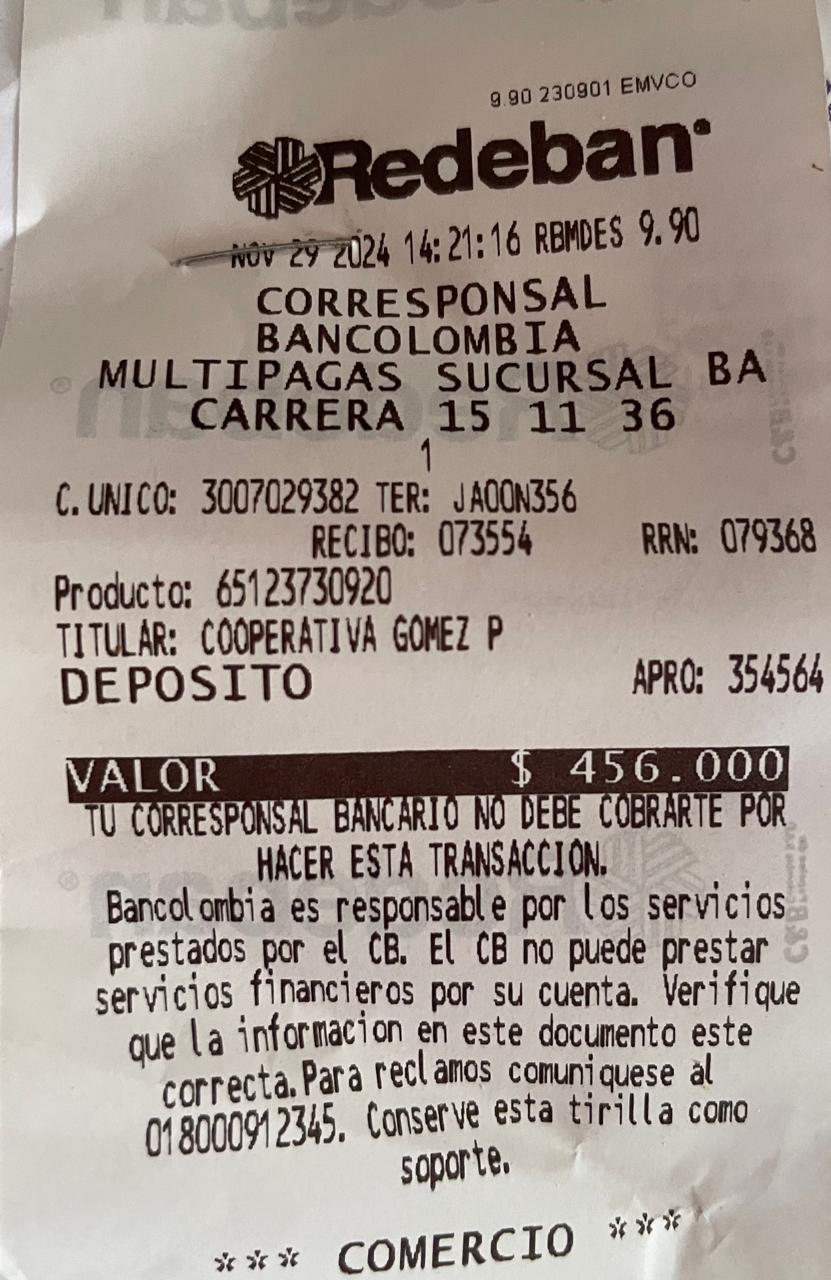 9.90 230901 EMVCO
Redeban
NOV 29 2024 14:21:16 RBMDES 9.90
CORRESPONSAL
BANCOLOMBIA
MULTIPAGAS SUCURSAL BA
CARRERA 15 11 36
1
C. UNICO: 3007029382 TER: JAOON356
RECIBO: 073554 RRN: 079368
Producto: 65123730920
TITULAR: COOPERATIVA GOMEZ P
DEPOSITO APRO: 354564
VALOR $ 456.000
TU CORRESPONSAL BANCARIO NO DEBE COBRARTE POR
HACER ESTA TRANSACCION.
Bancolombia es responsable por los servicios
prestados por el CB. El CB no puede prestar
servicios financieros por su cuenta. Verifique
que la informacion en este documento este
correcta. Para reclamos comuniquese al
018000912345. Conserve esta tirilla como
soporte.
*** COMERCIO ***